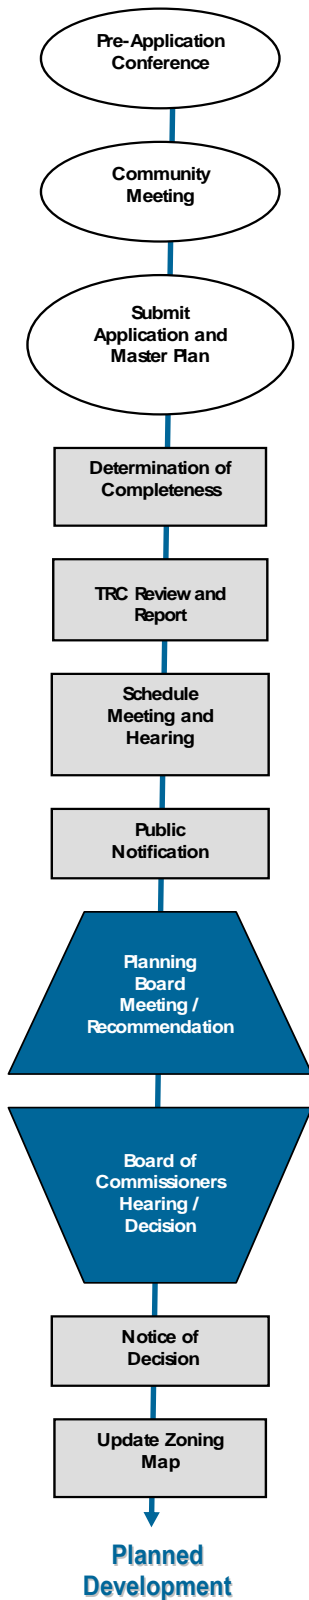 Pre-Application
Conference
Community
Meeting
Submit
Application and
Master Plan
Determination of
Completeness
TRC Review and
Report
Schedule
Meeting and
Hearing
Public
Notification
Planning
Board
Meeting /
Recommendation
Board of
Commissioners
Hearing /
Decision
Notice of
Decision
Update Zoning
Map
Planned
Development